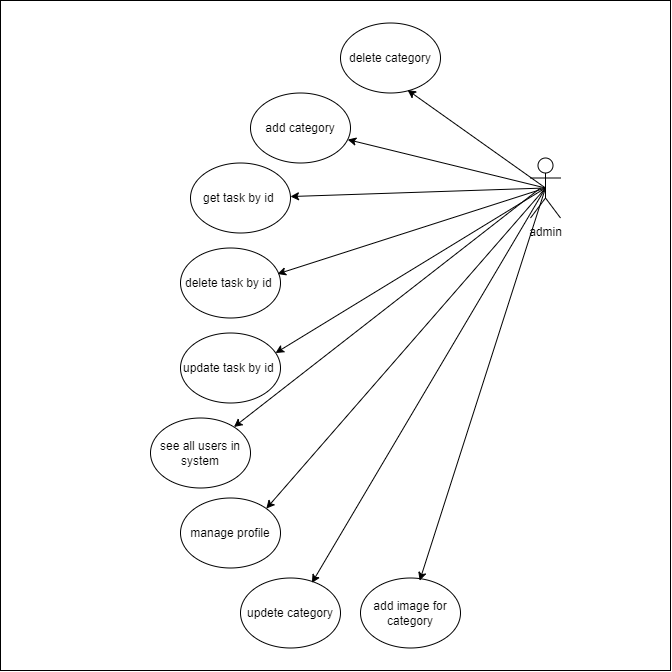 delete category
add category
get task by id
admin
delete task by id
update task by id
see all users in
system
manage profile
updete category
add image for
category